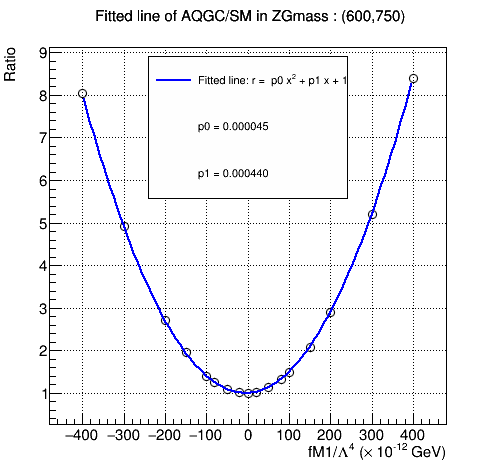 Fitted line of AQGC/SM in ZGmass : (600,750)
Ratio
9
8
7
6
5
4
3
2
1
Fitted line: r = p0 x² + p1 x + 1
p0 = 0.000045
p1 = 0.000440
−400 −300 −200 −100 0 100 200 300 400
fM1/Λ⁴ (× 10⁻¹² GeV)